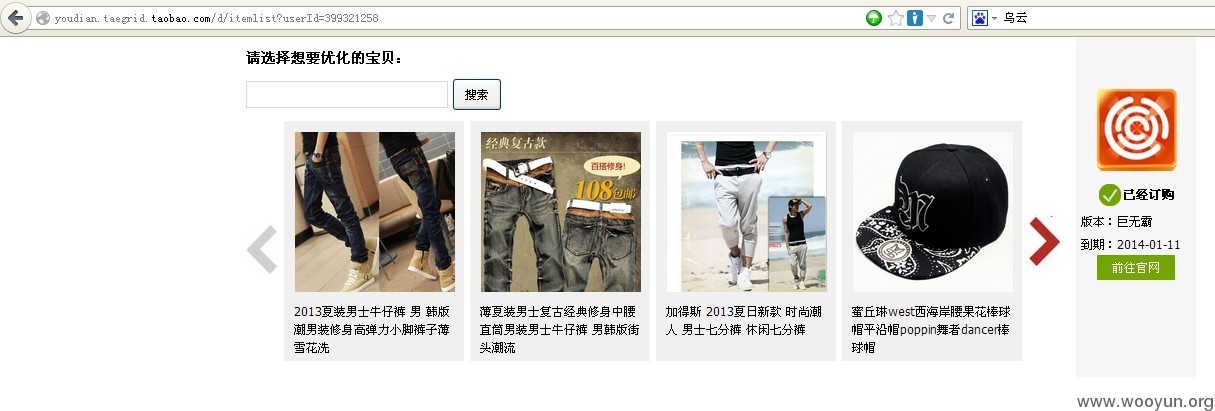 youdian.taegrid.taobao.com/d/itemlist?userId=399321258
乌云
请选择想要优化的宝贝：
搜索
经典复古款
百搭修身!
108包邮
2013夏装男士牛仔裤 男 韩版
潮男装修身高弹力小脚裤子薄
雪花洗
薄夏装男士复古经典修身中腰
直筒男装男士牛仔裤 男韩版街
头潮流
加得斯 2013夏日新款 时尚潮
人 男士七分裤 休闲七分裤
蜜丘琳west西海岸腰果花棒球
帽平沿帽poppin舞者dancer棒
球帽
已经订购
版本：巨无霸
到期：2014-01-11
前往官网
www.wooyun.org